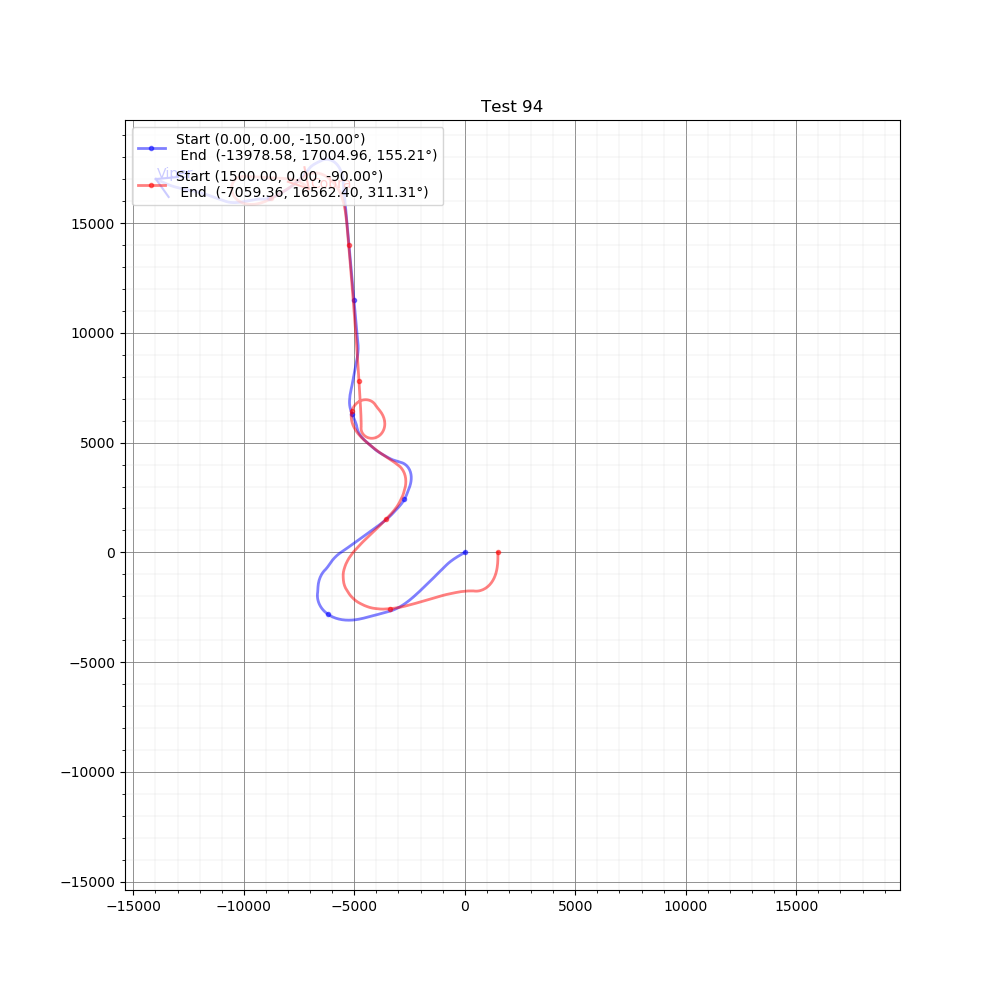 Test 94
Start (0.00, 0.00, -150.00°)
End (-13978.58, 17004.96, 155.21°)
Start (1500.00, 0.00, -90.00°)
End (-7059.36, 16562.40, 311.31°)
15000
10000
5000
0
−5000
−10000
−15000
−15000 −10000 −5000 0 5000 10000 15000